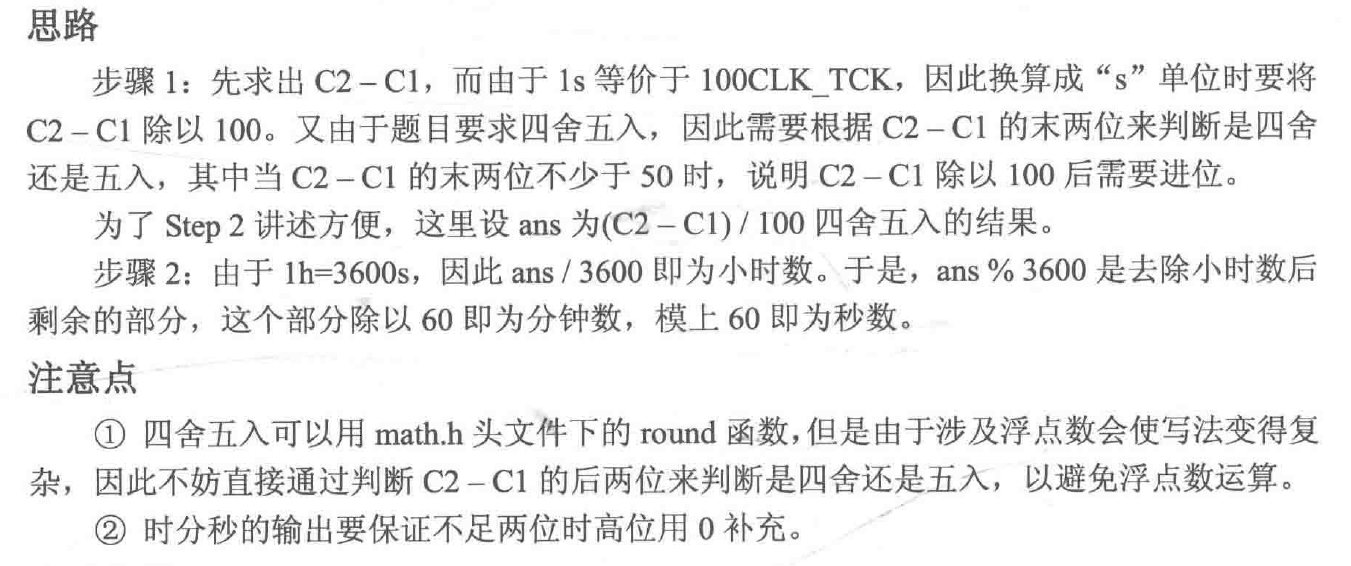 思路
步骤 1：先求出 C2 – C1，而由于 1s 等价于 100CLK_TCK，因此换算成“s”单位时要将
C2 – C1 除以 100。又由于题目要求四舍五入，因此需要根据 C2 – C1 的末两位来判断是四舍
还是五入，其中当 C2 – C1 的末两位不少于 50 时，说明 C2 – C1 除以 100 后需要进位。
为了 Step 2 讲述方便，这里设 ans 为(C2 – C1) / 100 四舍五入的结果。
步骤 2：由于 1h=3600s，因此 ans / 3600 即为小时数。于是，ans % 3600 是去除小时数后
剩余的部分，这个部分除以 60 即为分钟数，模上 60 即为秒数。
注意点
① 四舍五入可以用 math.h 头文件下的 round 函数，但是由于涉及浮点数会使写法变得复
杂，因此不妨直接通过判断 C2 – C1 的后两位来判断是四舍还是五入，以避免浮点数运算。
② 时分秒的输出要保证不足两位时高位用 0 补充。